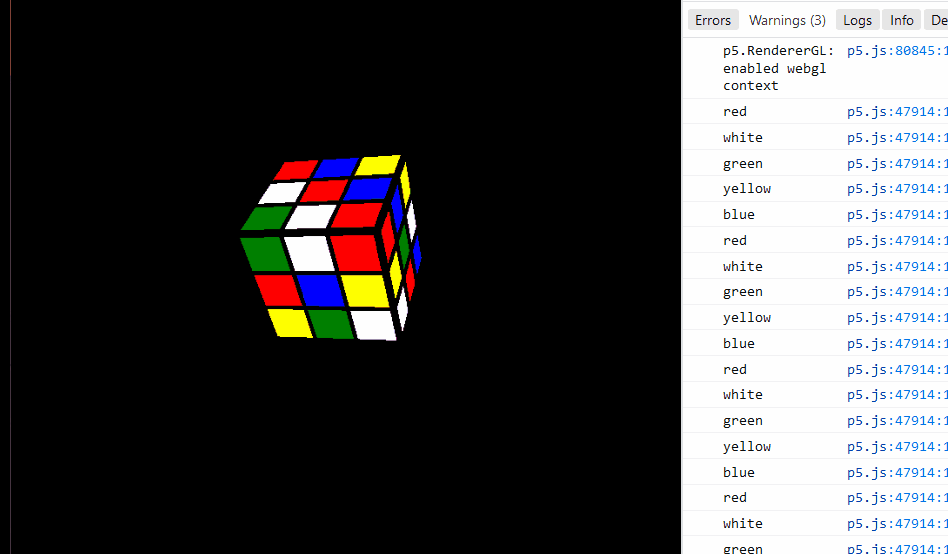 Errors Warnings (3) Logs Info De
p5.RendererGL: p5.js:80845:1
enabled webgl
context
red p5.js:47914:1
white p5.js:47914:1
green p5.js:47914:1
yellow p5.js:47914:1
blue p5.js:47914:1
red p5.js:47914:1
white p5.js:47914:1
green p5.js:47914:1
yellow p5.js:47914:1
blue p5.js:47914:1
red p5.js:47914:1
white p5.js:47914:1
green p5.js:47914:1
yellow p5.js:47914:1
blue p5.js:47914:1
red p5.js:47914:1
white p5.js:47914:1
green p5.js:47914:1